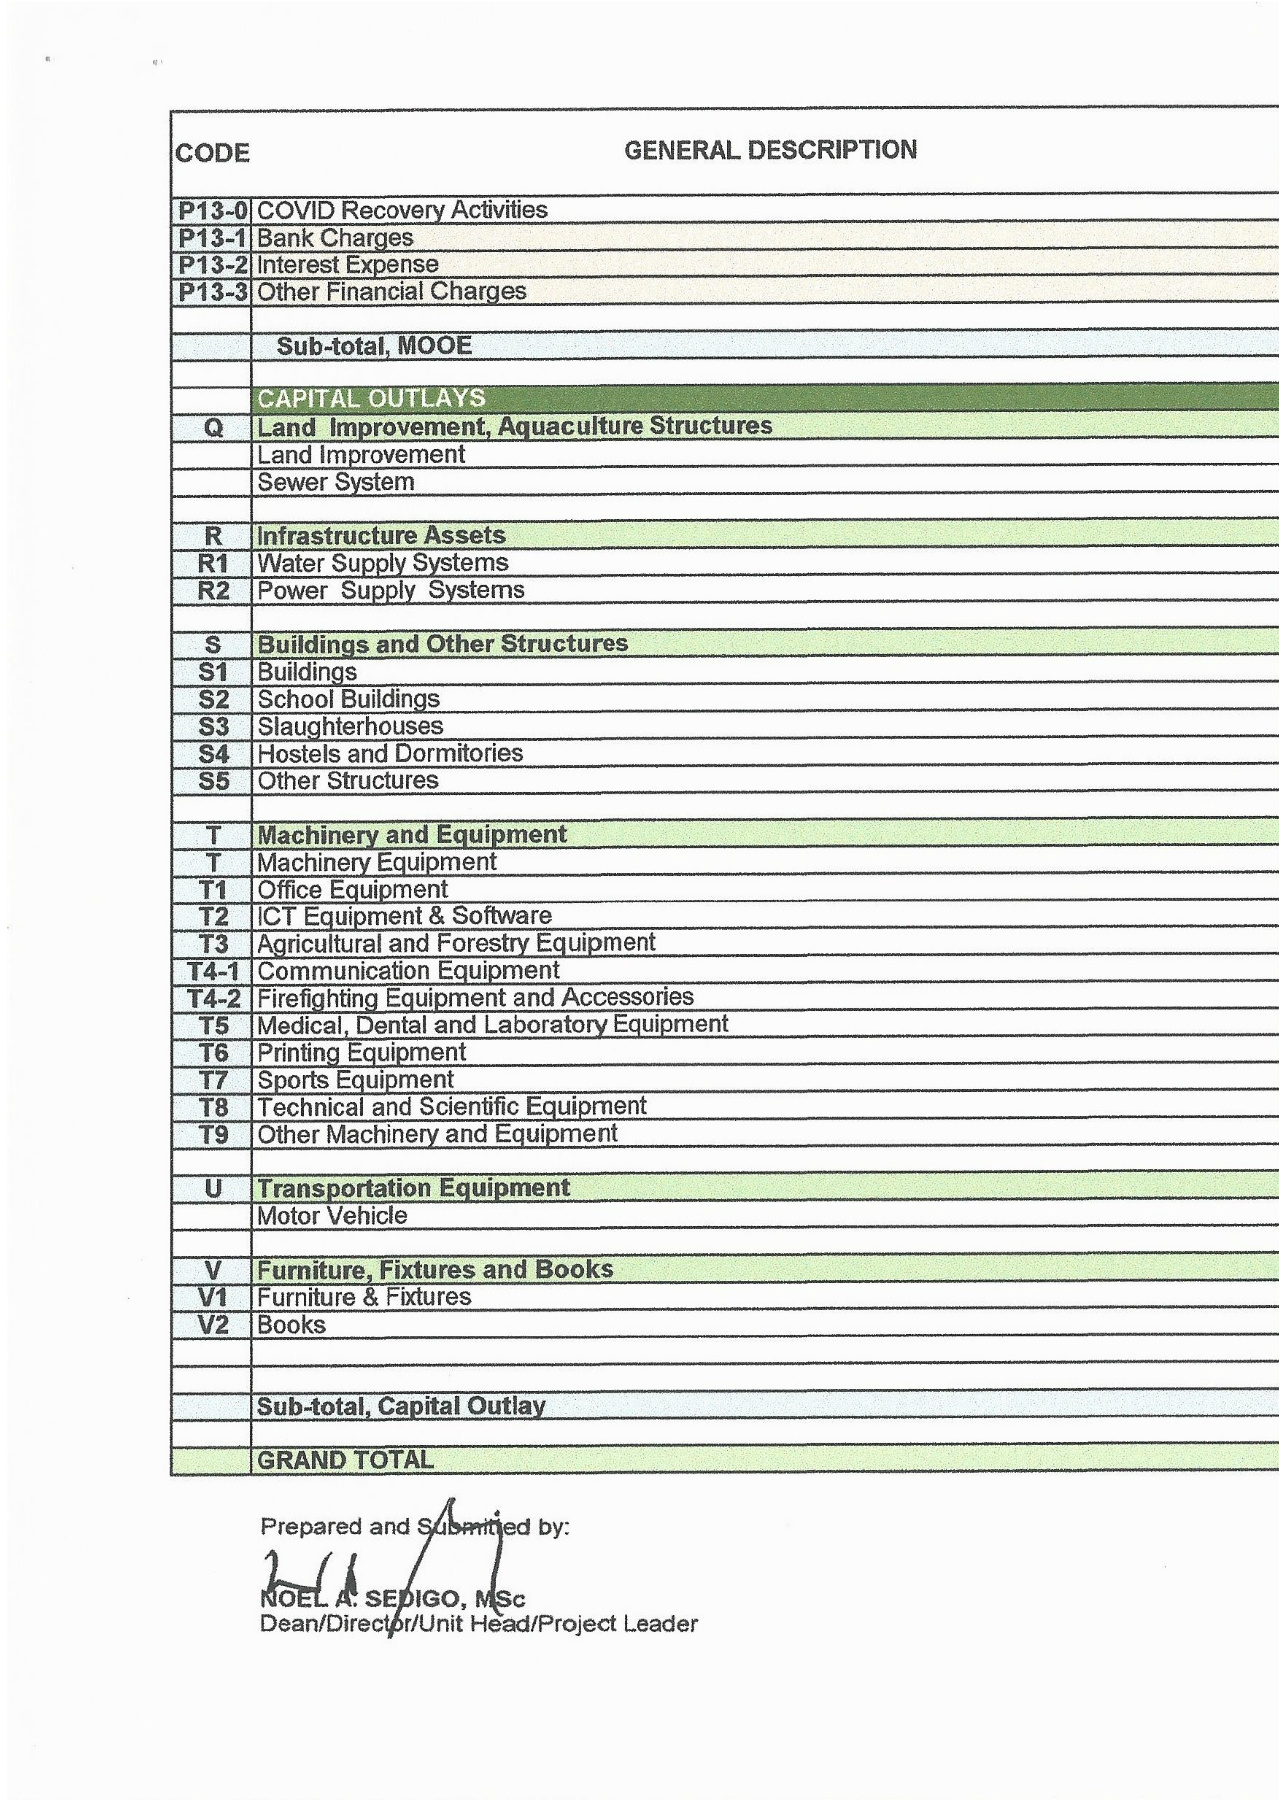 CODE GENERAL DESCRIPTION
P13-0 COVID Recovery Activities
P13-1 Bank Charges
P13-2 Interest Expense
P13-3 Other Financial Charges
Sub-total, MOOE
CAPITAL OUTLAYS
Q Land Improvement, Aquaculture Structures
Land Improvement
Sewer System
R Infrastructure Assets
R1 Water Supply Systems
R2 Power Supply Systems
S Buildings and Other Structures
S1 Buildings
S2 School Buildings
S3 Slaughterhouses
S4 Hostels and Dormitories
S5 Other Structures
T Machinery and Equipment
T Machinery Equipment
T1 Office Equipment
T2 ICT Equipment & Software
T3 Agricultural and Forestry Equipment
T4-1 Communication Equipment
T4-2 Firefighting Equipment and Accessories
T5 Medical, Dental and Laboratory Equipment
T6 Printing Equipment
T7 Sports Equipment
T8 Technical and Scientific Equipment
T9 Other Machinery and Equipment
U Transportation Equipment
Motor Vehicle
V Furniture, Fixtures and Books
V1 Furniture & Fixtures
V2 Books
Sub-total, Capital Outlay
GRAND TOTAL
Prepared and Submitted by:
NOEL A. SEDIGO, MSc
Dean/Director/Unit Head/Project Leader